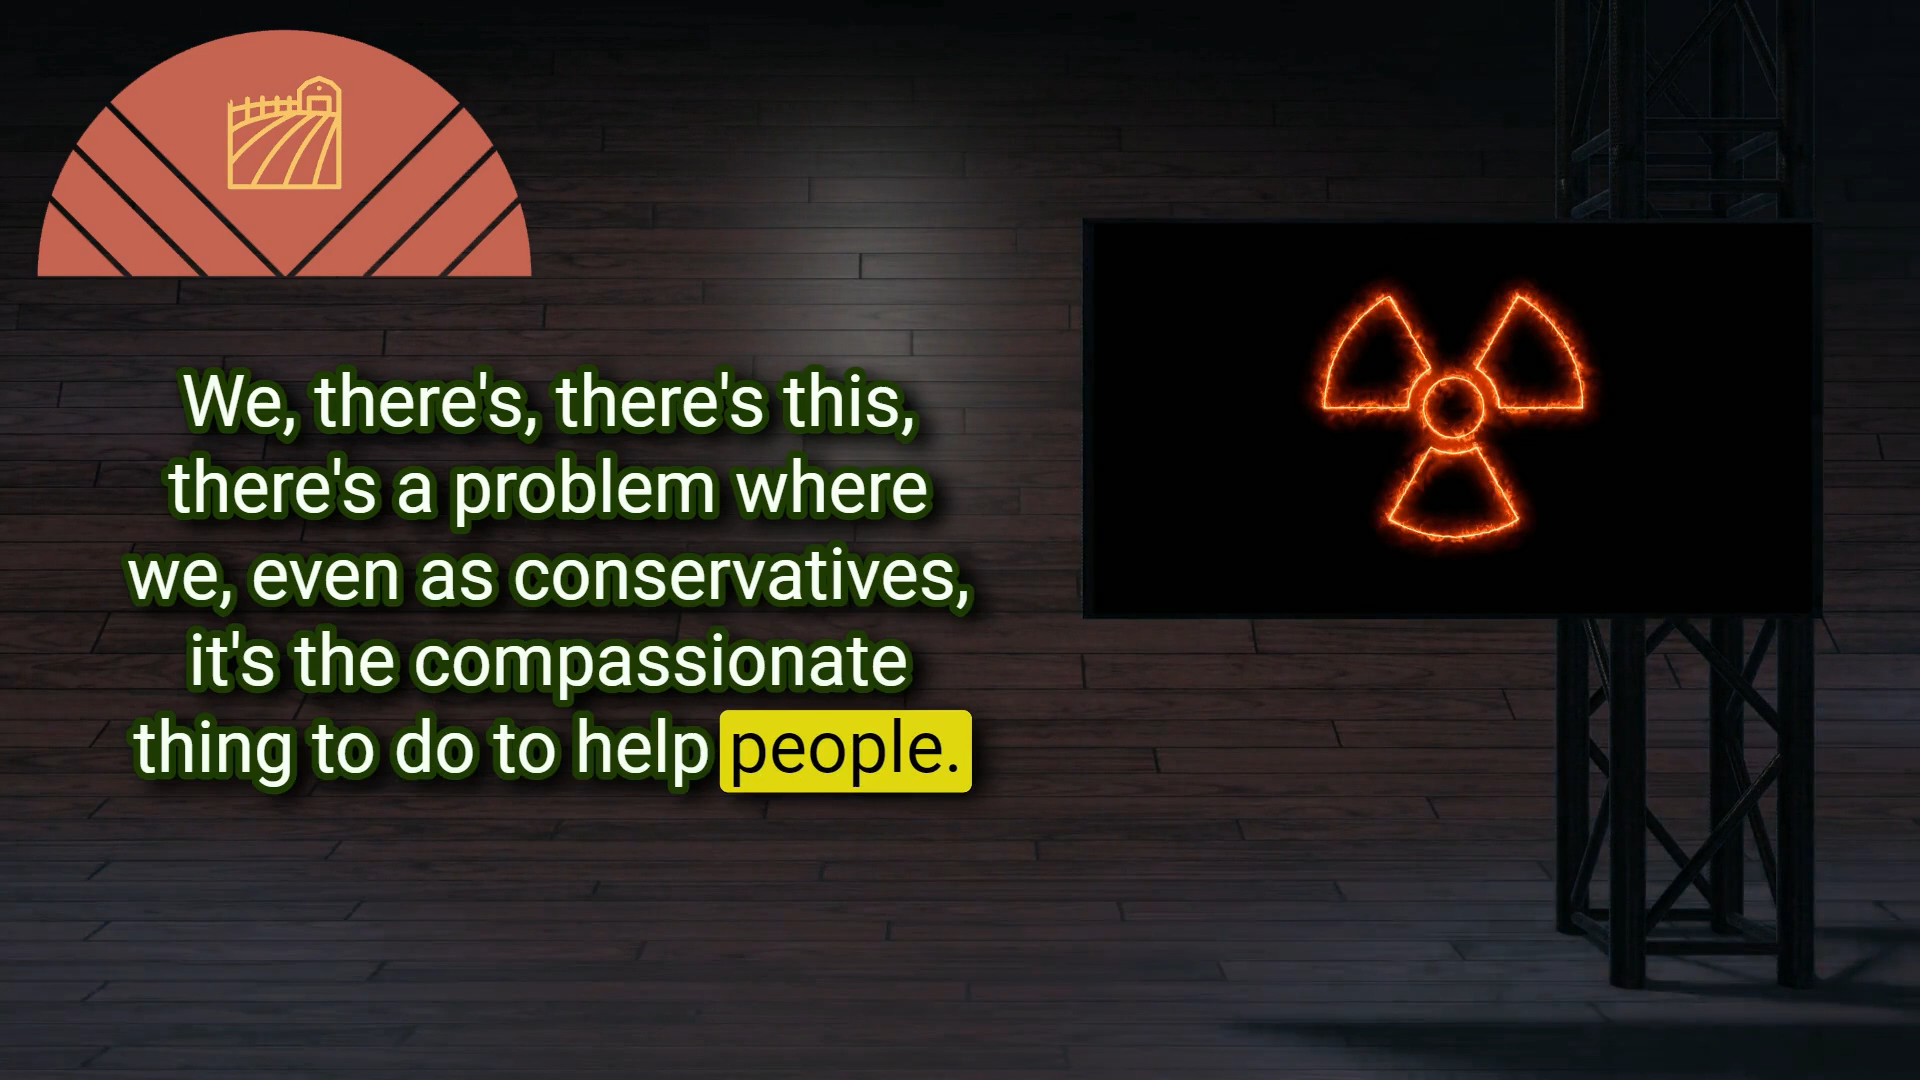 We, there's, there's this,
there's a problem where
we, even as conservatives,
it's the compassionate
thing to do to help people.